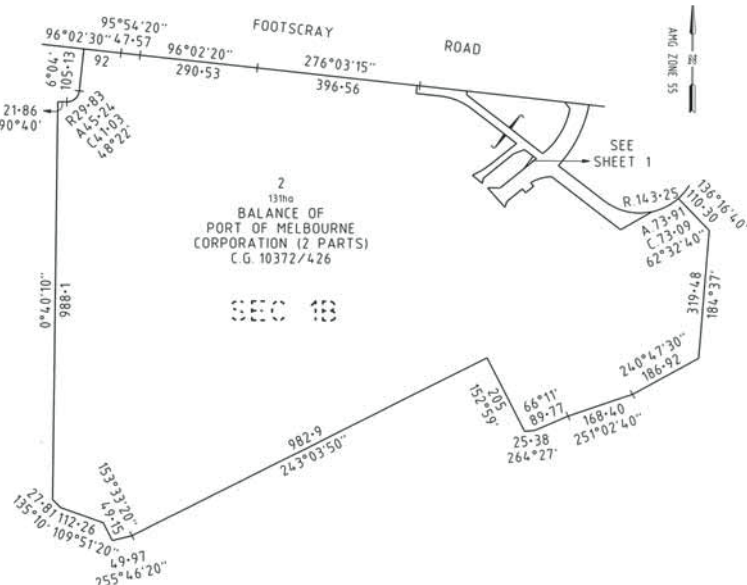 FOOTSCRAY
ROAD
AMG ZONE 55
95°54'20"
96°02'30" 47·57
92
96°02'20"
290·53
276°03'15"
396·56
6°04'
105·13
21·86
90°40'
R29·83
A45·24
C41·03
48°22'
SEE
SHEET 1
2
131ha
BALANCE OF
PORT OF MELBOURNE
CORPORATION (2 PARTS)
C.G. 10372/426
SEC 1B
R.143·25
A.73·91
C.73·09
62°32'40"
136°16'40"
110·30
319·48
184°37'
240°47'30"
186·92
168·40
251°02'40"
66°11'
89·77
25·38
264°27'
205
152°59'
982·9
243°03'50"
0°40'10"
988·1
153°33'20"
49·15
27·81 112·26
135°10' 109°51'20"
49·97
255°46'20"